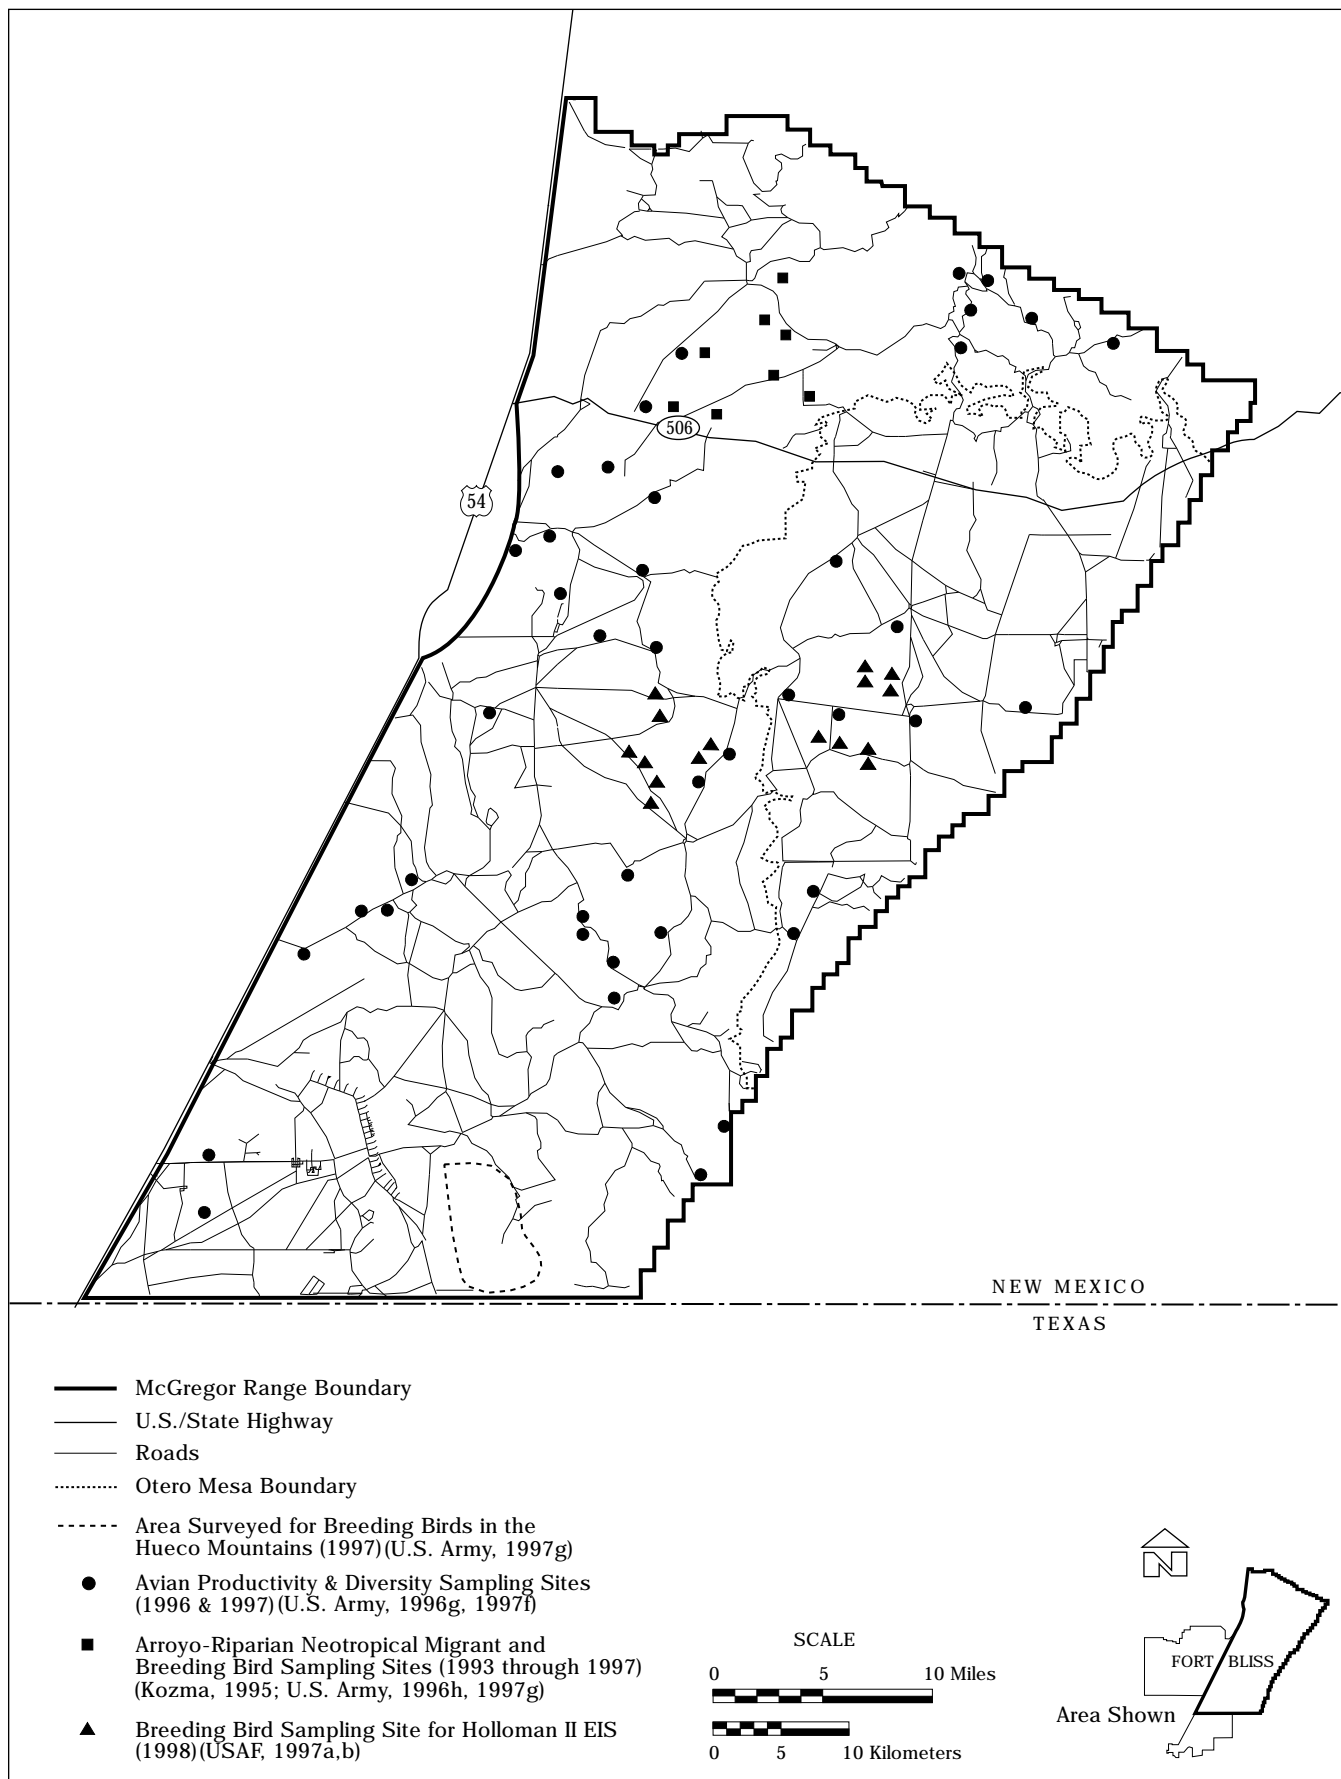 506
54
NEW MEXICO
TEXAS
McGregor Range Boundary
U.S./State Highway
Roads
Otero Mesa Boundary
Area Surveyed for Breeding Birds in the
Hueco Mountains (1997)(U.S. Army, 1997g)
Avian Productivity & Diversity Sampling Sites
(1996 & 1997)(U.S. Army, 1996g, 1997f)
Arroyo-Riparian Neotropical Migrant and
Breeding Bird Sampling Sites (1993 through 1997)
(Kozma, 1995; U.S. Army, 1996h, 1997g)
Breeding Bird Sampling Site for Holloman II EIS
(1998)(USAF, 1997a,b)
SCALE
0 5 10 Miles
0 5 10 Kilometers
N
FORT BLISS
Area Shown